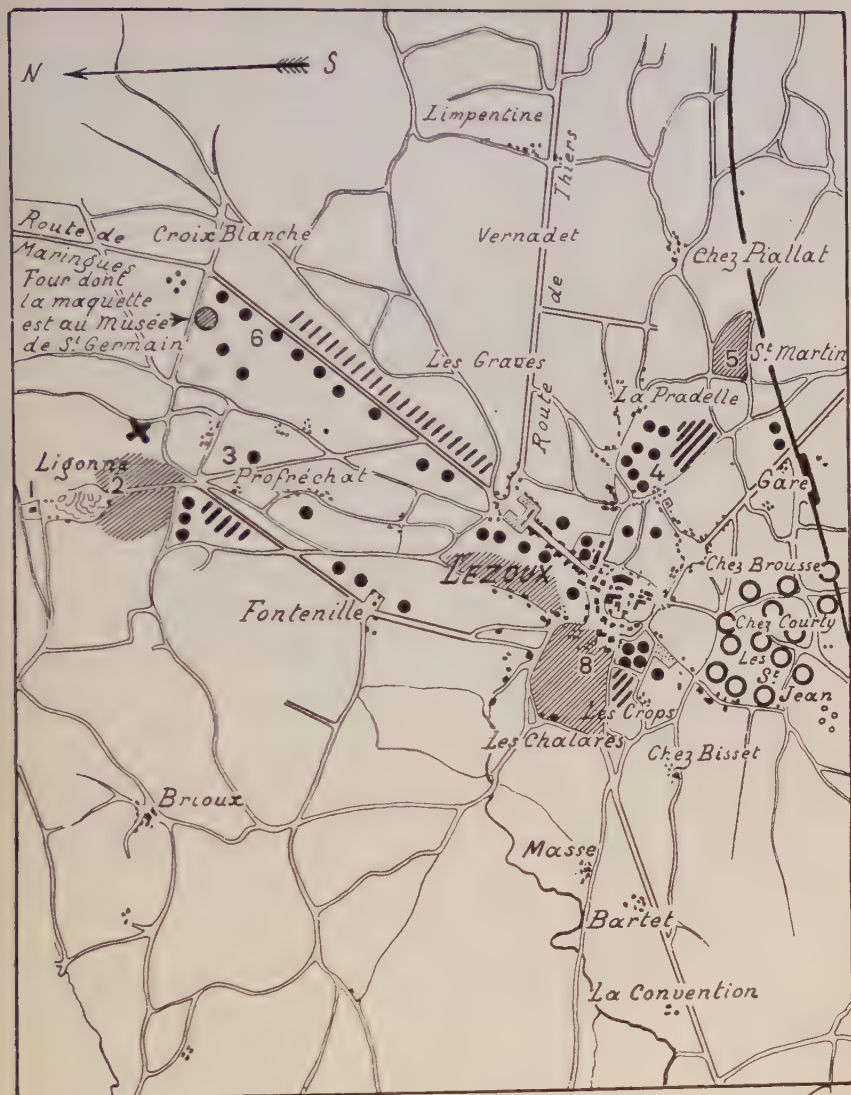 N
S
Limpentine
Route de
Maringues
Croix Blanche
Vernadet
Route de Thiers
Chez Piallat
Four dont
la maquette
est au Musée
de St Germain
6
Les Graves
5
St Martin
La Pradelle
Ligonne
3
4
1
2
Profréchat
Gare
LEZOUX
Chez Brousse
Fontenille
Chez Courty
Les
St
Jean
8
Les Crops
Les Chalares
Chez Bisset
Brioux
Masse
Bartet
La Convention